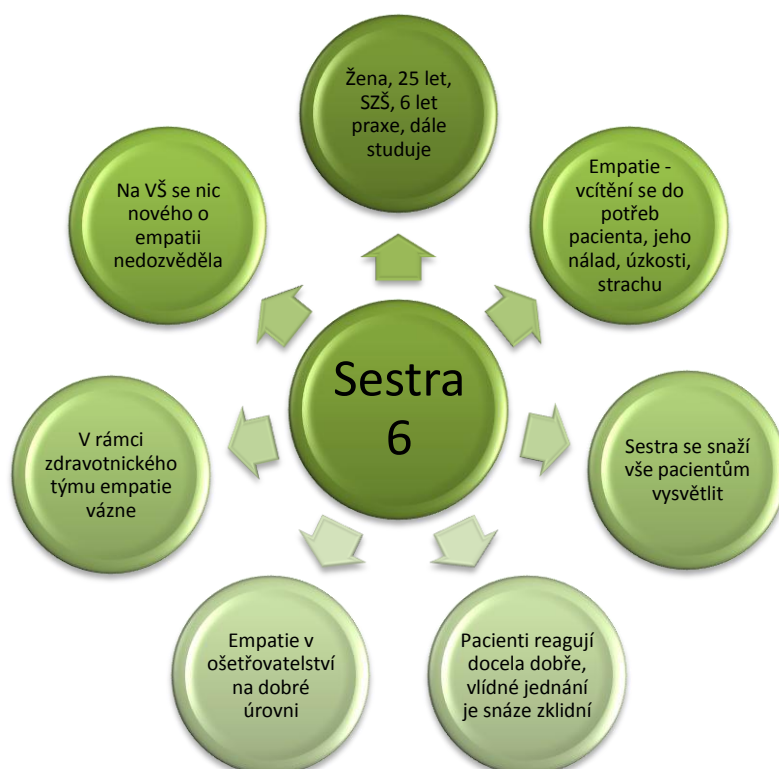 Žena, 25 let,
SZŠ, 6 let
praxe, dále
studuje
Empatie -
vcítění se do
potřeb
pacienta, jeho
nálad, úzkosti,
strachu
Sestra se snaží
vše pacientům
vysvětlit
Pacienti reagují
docela dobře,
vlídné jednání
je snáze zklidní
Empatie v
ošetřovatelství
na dobré
úrovni
V rámci
zdravotnického
týmu empatie
vázne
Na VŠ se nic
nového o
empatii
nedozvěděla
Sestra
6